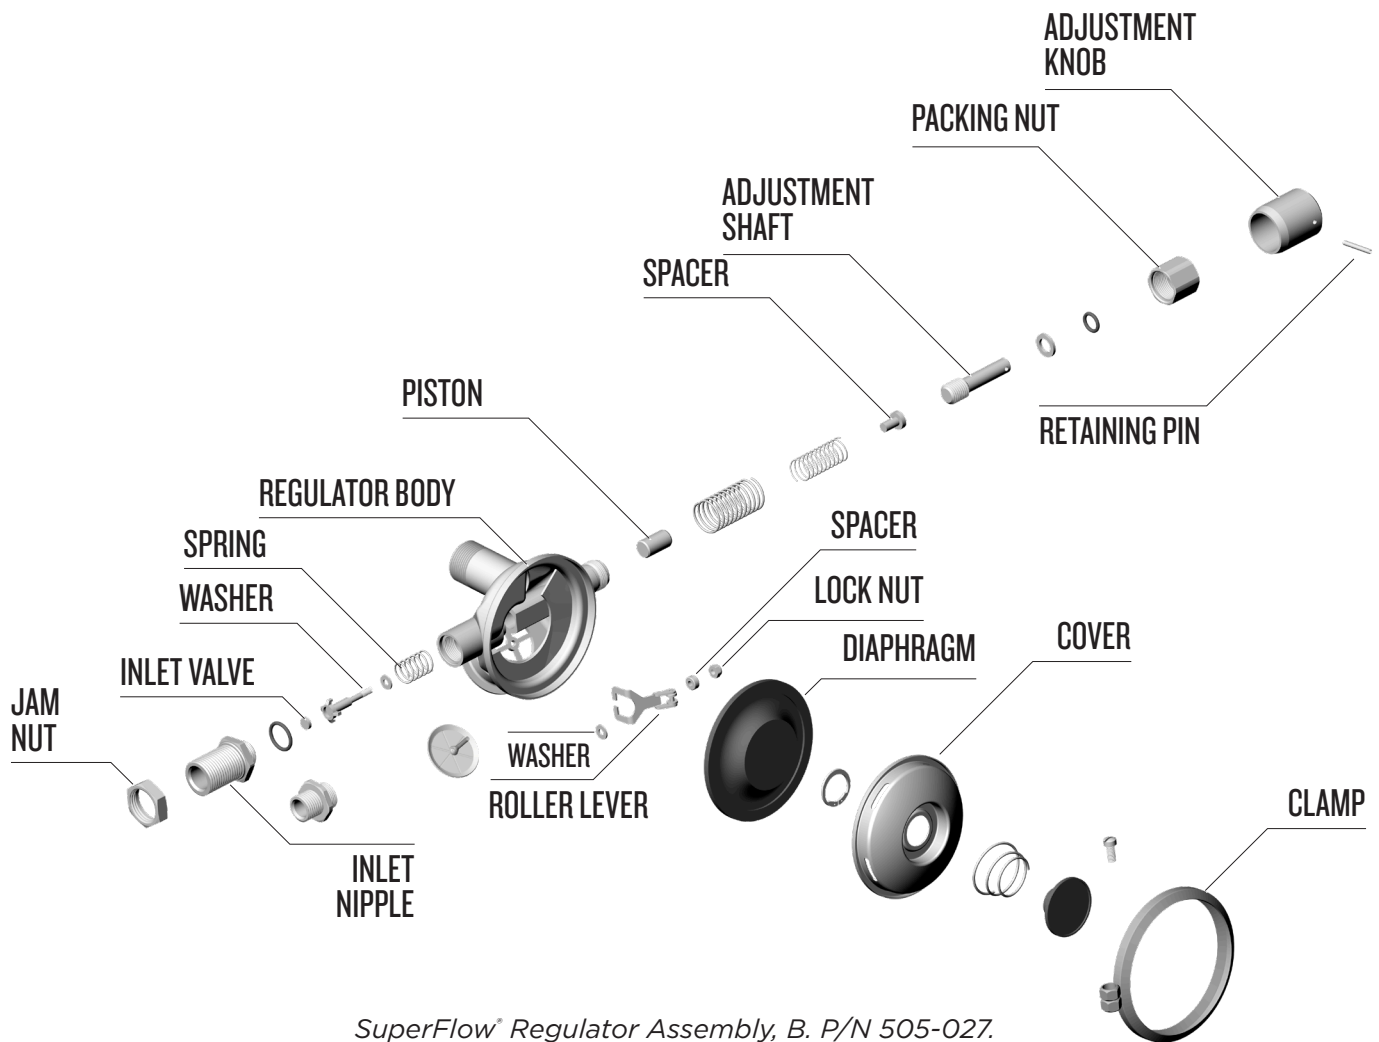 ADJUSTMENT
KNOB
PACKING NUT
ADJUSTMENT
SHAFT
SPACER
PISTON
RETAINING PIN
REGULATOR BODY
SPRING
WASHER
INLET VALVE
JAM
NUT
SPACER
LOCK NUT
DIAPHRAGM
COVER
WASHER
ROLLER LEVER
CLAMP
INLET
NIPPLE
SuperFlow® Regulator Assembly, B. P/N 505-027.